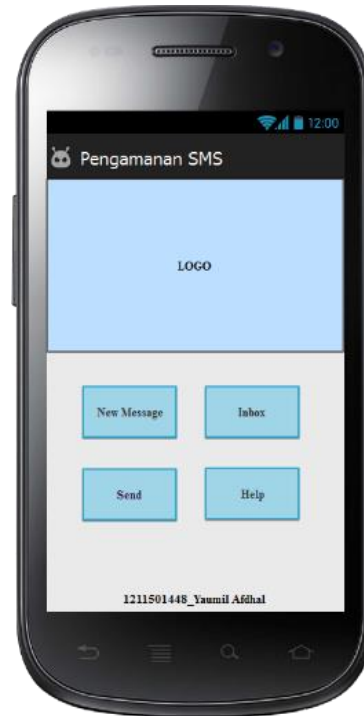 12:00
Pengamanan SMS
LOGO
New Message Inbox
Send Help
1211501448_Yaumil Afdhal